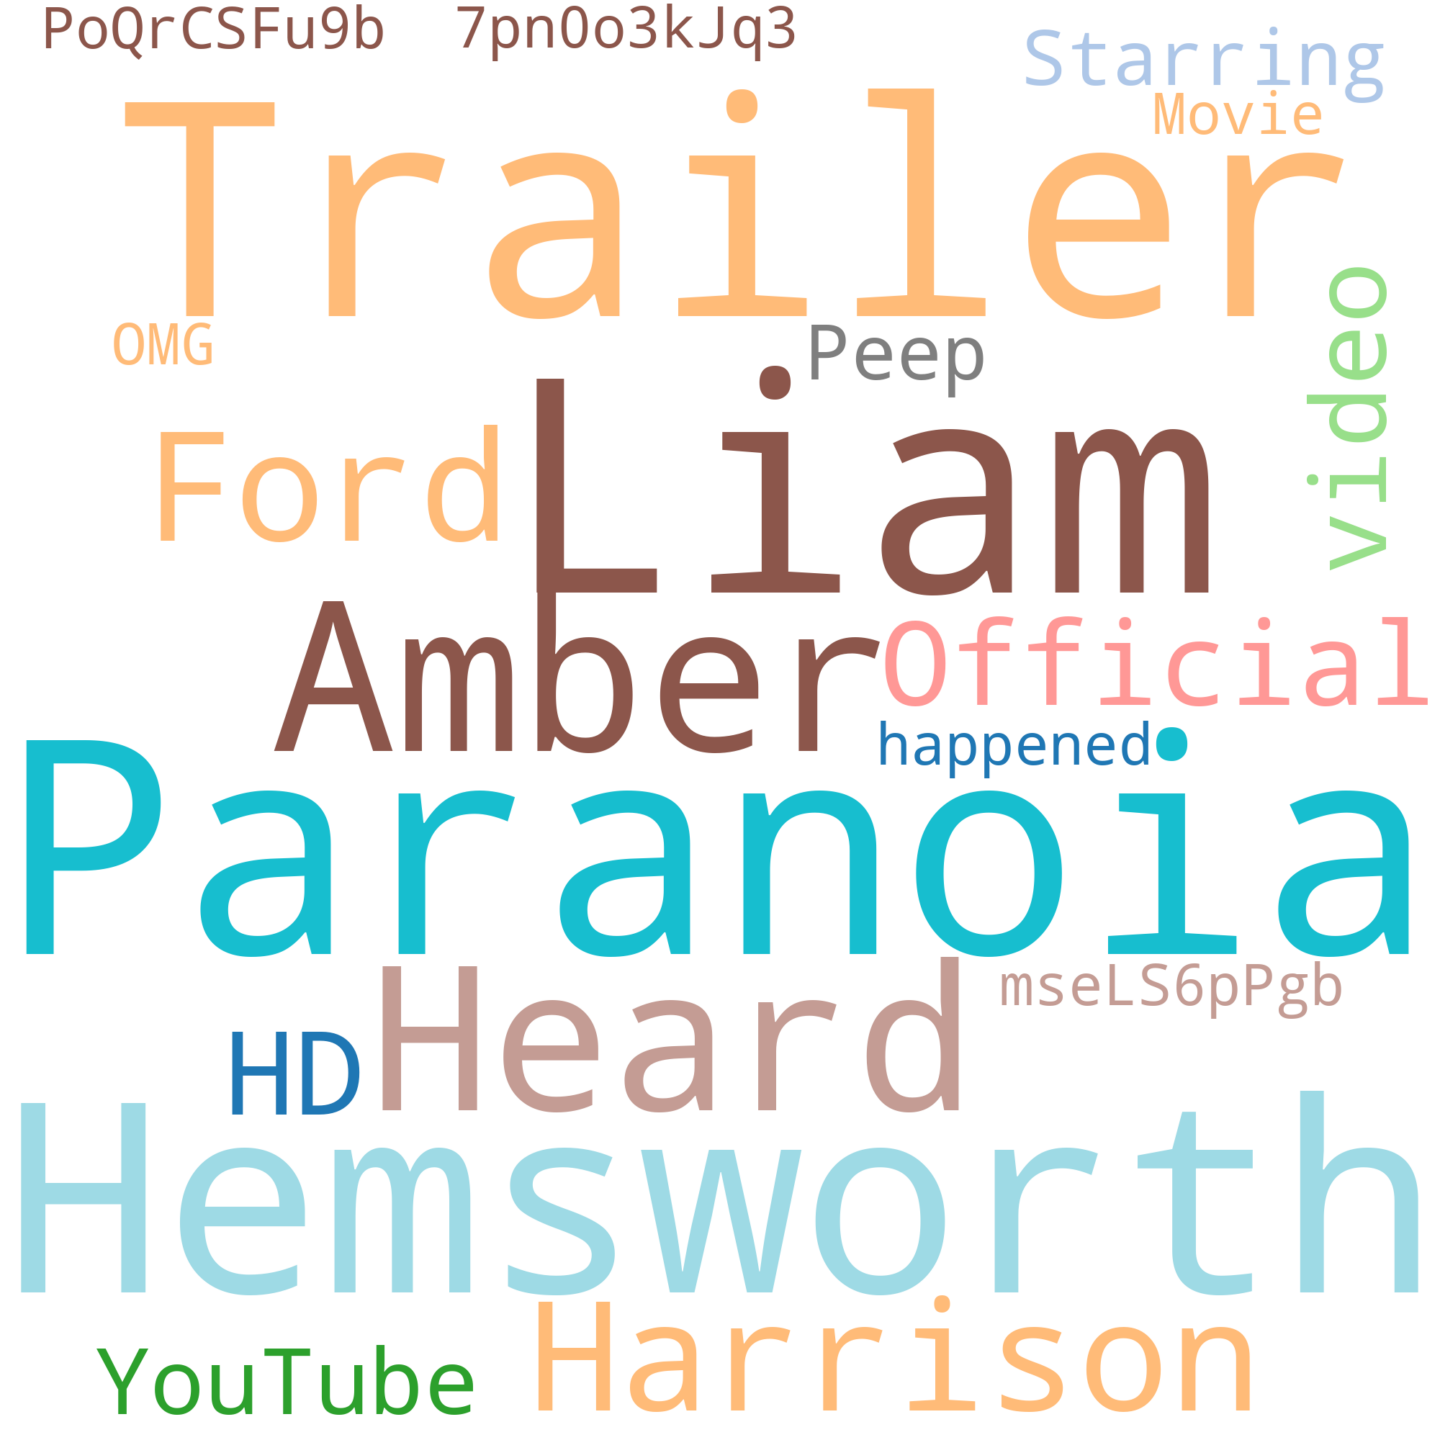 PoQrCSFu9b 7pn0o3kJq3
Starring
Movie
Trailer
OMG
Peep
video
Ford
Liam
Amber
Official
happened
Paranoia
Heard
mseLS6pPgb
HD
Hemsworth
Harrison
YouTube